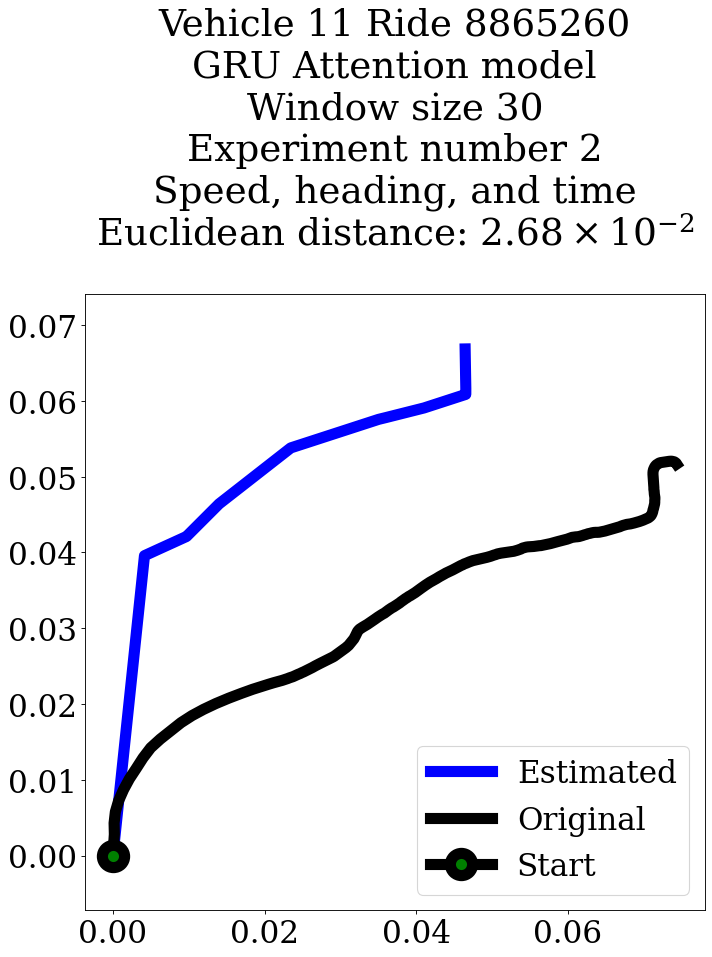 Vehicle 11 Ride 8865260
GRU Attention model
Window size 30
Experiment number 2
Speed, heading, and time
Euclidean distance: 2.68 × 10⁻²
0.07
0.06
0.05
0.04
0.03
0.02
0.01
0.00
Estimated
Original
Start
0.00 0.02 0.04 0.06